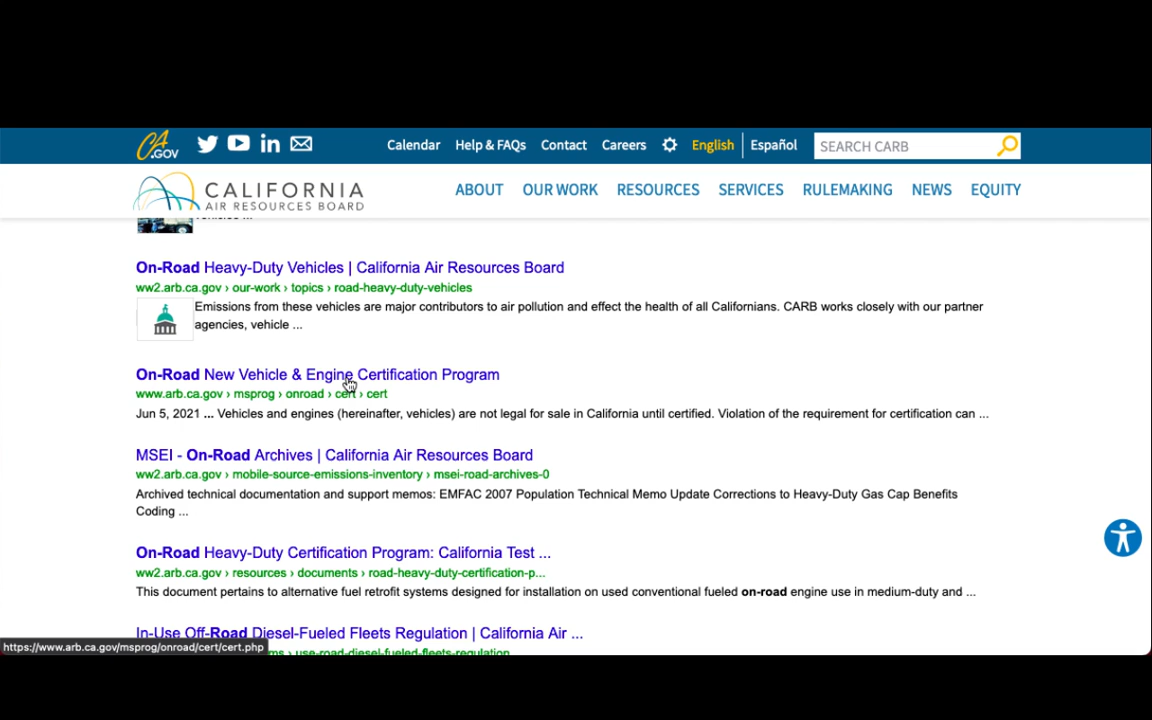 CA
.GOV
Calendar Help & FAQs Contact Careers English Español SEARCH CARB
CALIFORNIA
AIR RESOURCES BOARD
ABOUT OUR WORK RESOURCES SERVICES RULEMAKING NEWS EQUITY
On-Road Heavy-Duty Vehicles | California Air Resources Board
ww2.arb.ca.gov › our-work › topics › road-heavy-duty-vehicles
Emissions from these vehicles are major contributors to air pollution and effect the health of all Californians. CARB works closely with our partner
agencies, vehicle ...
On-Road New Vehicle & Engine Certification Program
www.arb.ca.gov › msprog › onroad › cert › cert
Jun 5, 2021 ... Vehicles and engines (hereinafter, vehicles) are not legal for sale in California until certified. Violation of the requirement for certification can ...
MSEI - On-Road Archives | California Air Resources Board
ww2.arb.ca.gov › mobile-source-emissions-inventory › msei-road-archives-0
Archived technical documentation and support memos: EMFAC 2007 Population Technical Memo Update Corrections to Heavy-Duty Gas Cap Benefits
Coding ...
On-Road Heavy-Duty Certification Program: California Test ...
ww2.arb.ca.gov › resources › documents › road-heavy-duty-certification-p...
This document pertains to alternative fuel retrofit systems designed for installation on used conventional fueled on-road engine use in medium-duty and ...
In-Use Off-Road Diesel-Fueled Fleets Regulation | California Air ...
https://www.arb.ca.gov/msprog/onroad/cert/cert.php
› use-road-diesel-fueled-fleets-regulation